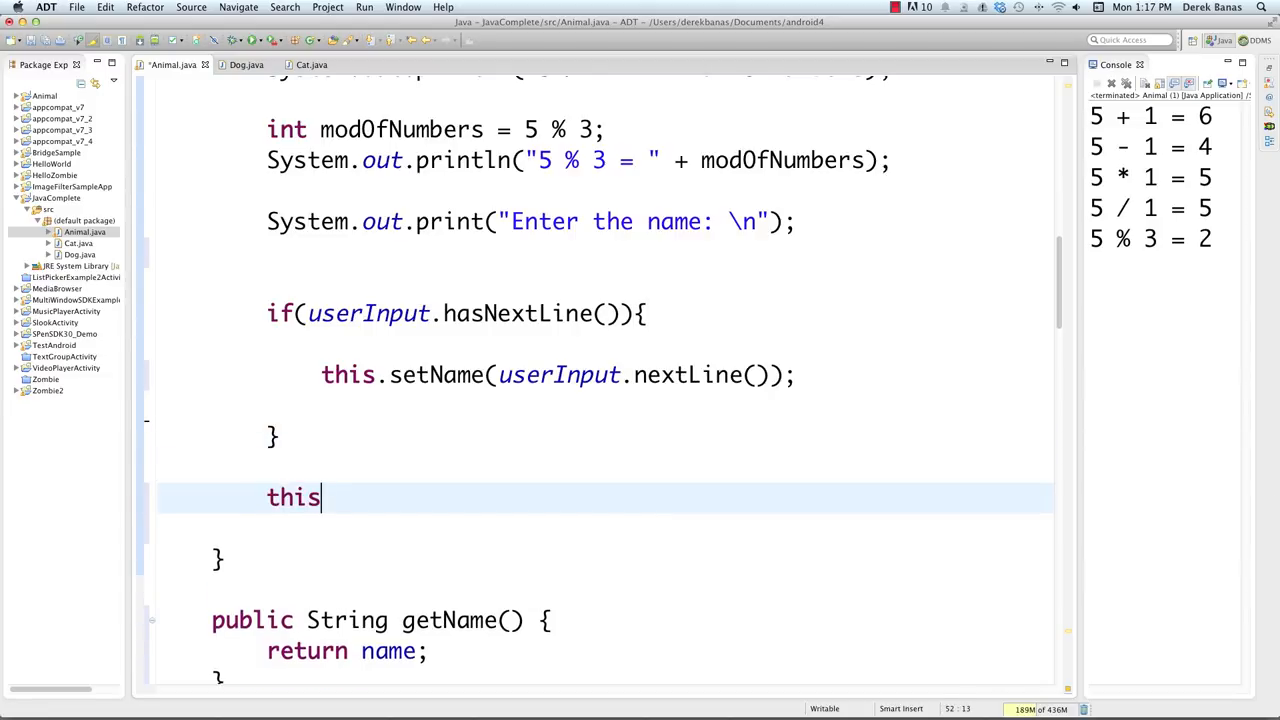 ADT File Edit Refactor Source Navigate Search Project Run Window Help 10 Mon 1:17 PM Derek Banas
Java – JavaComplete/src/Animal.java – ADT – /Users/derekbanas/Documents/android4
Quick Access Java DDMS
Package Exp
*Animal.java Dog.java Cat.java
Console
<terminated> Animal (1) [Java Application] /S
Animal
appcompat_v7
appcompat_v7_2
appcompat_v7_3
appcompat_v7_4
BridgeSample
HelloWorld
HelloZombie
ImageFilterSampleApp
JavaComplete
src
(default package)
Animal.java
Cat.java
Dog.java
JRE System Library [Ja
ListPickerExample2Activi
MediaBrowser
MultiWindowSDKExample
MusicPlayerActivity
SlookActivity
SPenSDK30_Demo
TestAndroid
TextGroupActivity
VideoPlayerActivity
Zombie
Zombie2
int modOfNumbers = 5 % 3;
System.out.println("5 % 3 = " + modOfNumbers);
System.out.print("Enter the name: \n");
if(userInput.hasNextLine()){
this.setName(userInput.nextLine());
}
this
}
public String getName() {
return name;
}
5 + 1 = 6
5 - 1 = 4
5 * 1 = 5
5 / 1 = 5
5 % 3 = 2
Writable Smart Insert 52 : 13 189M of 436M